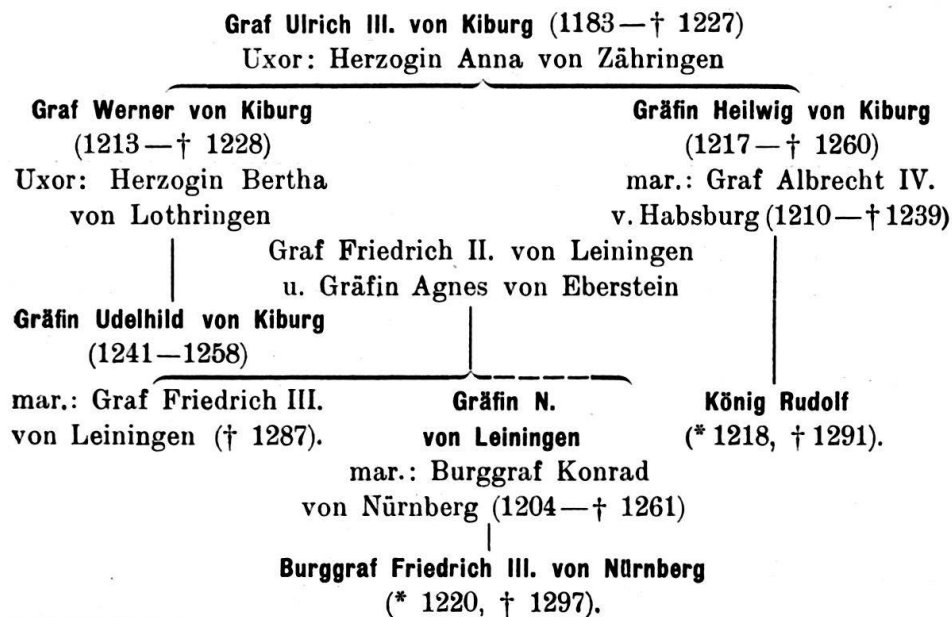 Graf Ulrich III. von Kiburg (1183—† 1227)
Uxor: Herzogin Anna von Zähringen
Graf Werner von Kiburg
(1213—† 1228)
Uxor: Herzogin Bertha
von Lothringen
Gräfin Heilwig von Kiburg
(1217—† 1260)
mar.: Graf Albrecht IV.
v. Habsburg (1210—† 1239)
Graf Friedrich II. von Leiningen
u. Gräfin Agnes von Eberstein
Gräfin Udelhild von Kiburg
(1241—1258)
mar.: Graf Friedrich III.
von Leiningen († 1287).
Gräfin N.
von Leiningen
mar.: Burggraf Konrad
von Nürnberg (1204—† 1261)
König Rudolf
(* 1218, † 1291).
Burggraf Friedrich III. von Nürnberg
(* 1220, † 1297).